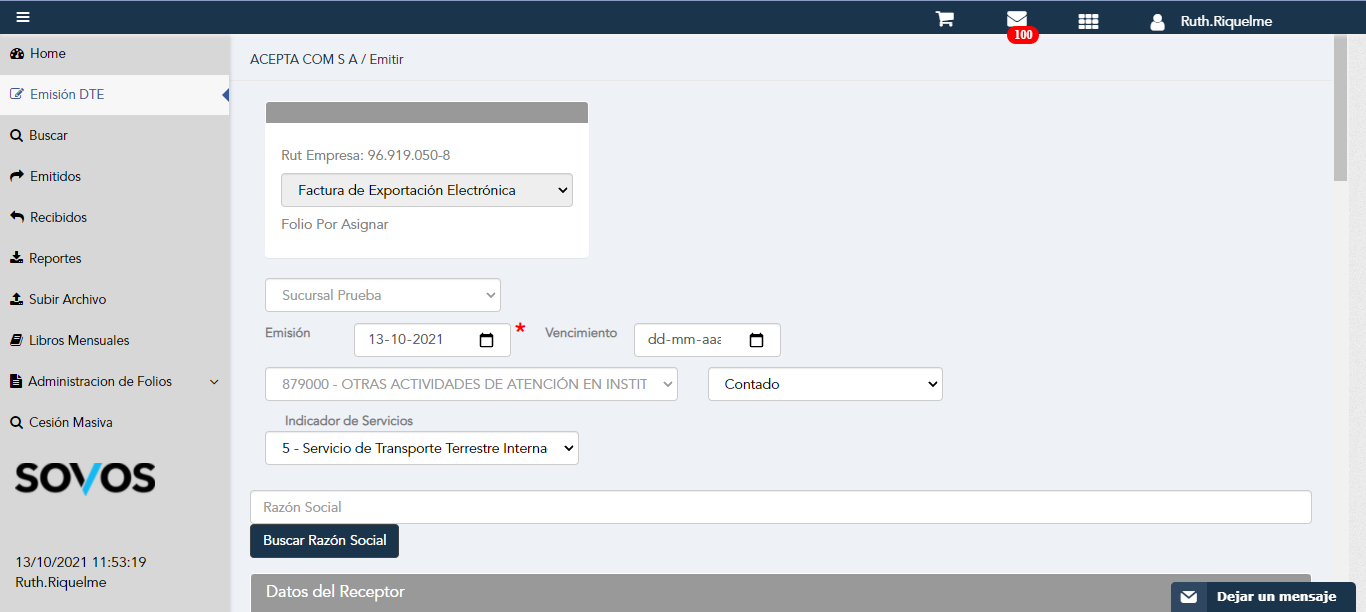 Ruth.Riquelme
100
Home
Emisión DTE
Buscar
Emitidos
Recibidos
Reportes
Subir Archivo
Libros Mensuales
Administracion de Folios
Cesión Masiva
SOVOS
13/10/2021 11:53:19
Ruth.Riquelme
ACEPTA COM S A / Emitir
Rut Empresa: 96.919.050-8
Factura de Exportación Electrónica
Folio Por Asignar
Sucursal Prueba
Emisión 13-10-2021 * Vencimiento dd-mm-aaa
879000 - OTRAS ACTIVIDADES DE ATENCIÓN EN INSTIT Contado
Indicador de Servicios
5 - Servicio de Transporte Terrestre Interna
Razón Social
Buscar Razón Social
Datos del Receptor
Dejar un mensaje